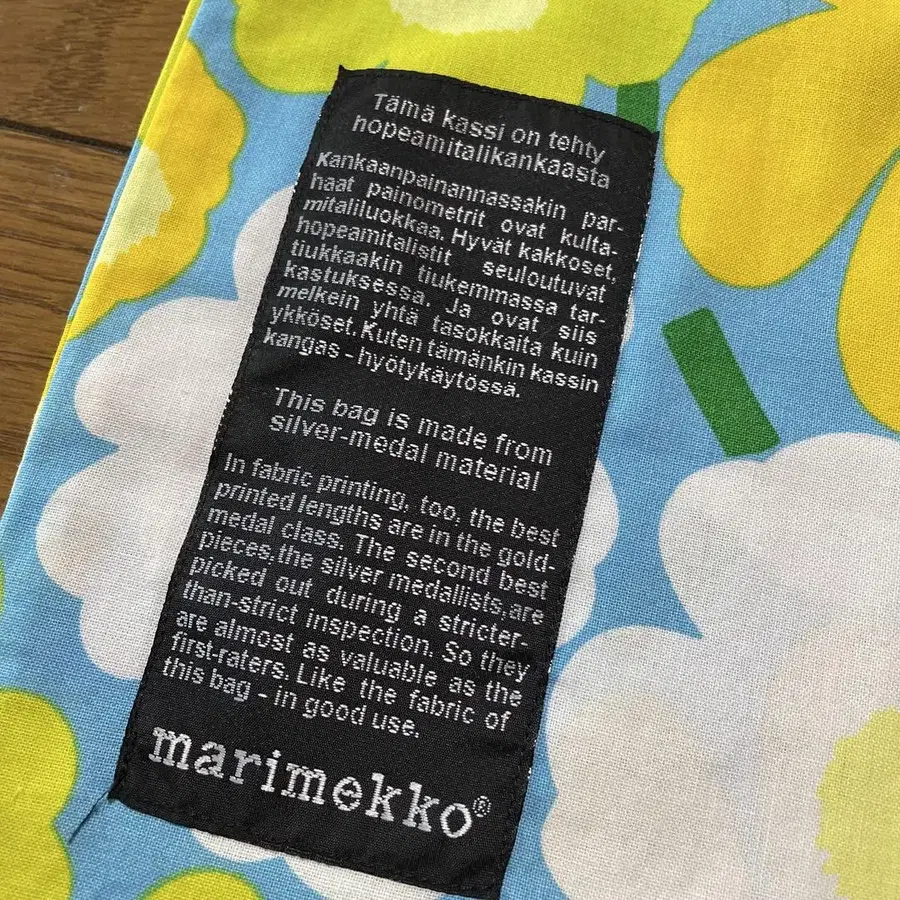 Tämä kassi on tehty
hopeamitalikankaasta
Kankaanpainannassakin par-
haat painometrit ovat kulta-
mitaliluokkaa. Hyvät kakkoset,
hopeamitalistit seuloutuvat
tiukkaakin tiukemmassa tar-
kastuksessa. Ja ovat siis
melkein yhtä tasokkaita kuin
ykköset. Kuten tämänkin kassin
kangas - hyötykäytössä.
This bag is made from
silver-medal material
In fabric printing, too, the best
printed lengths are in the gold-
medal class. The second best
pieces, the silver medallists, are
picked out during a stricter-
than-strict inspection. So they
are almost as valuable as the
first-raters. Like the fabric of
this bag - in good use.
marimekko®